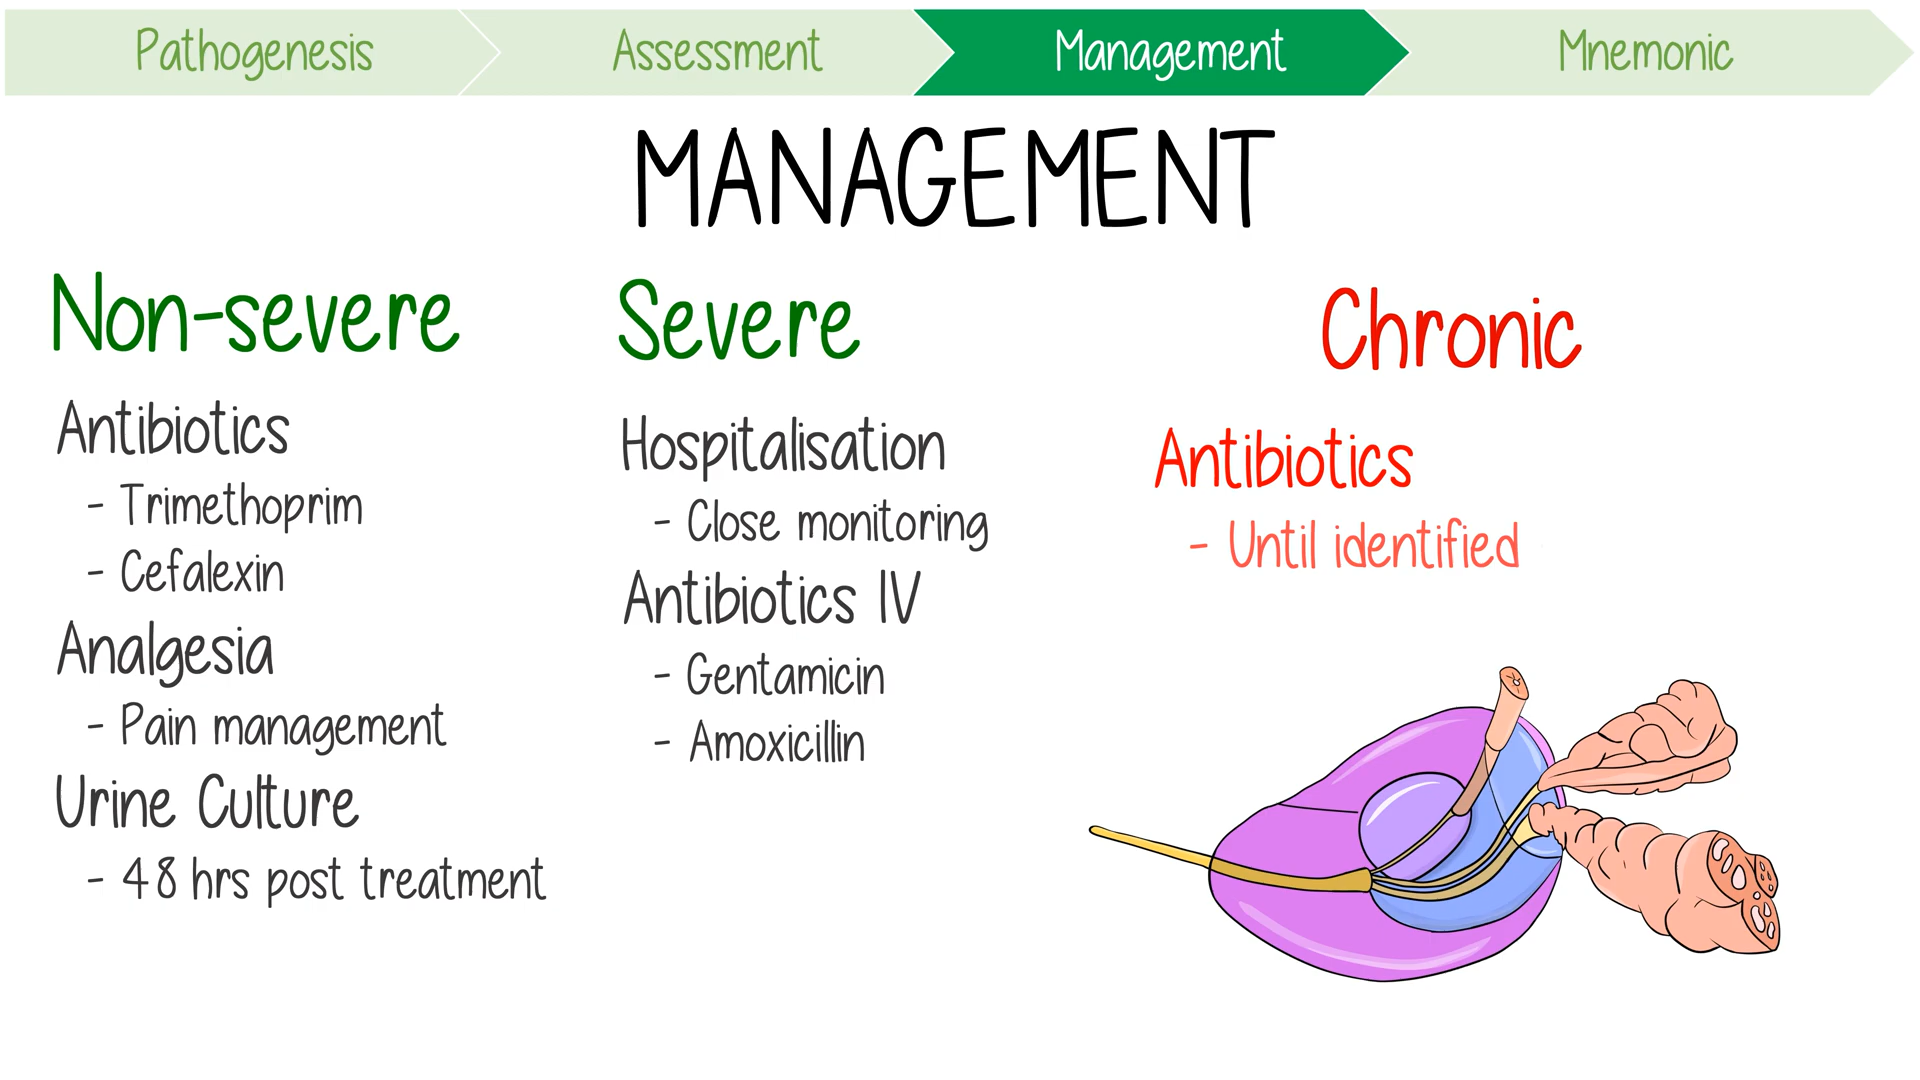 Pathogenesis
Assessment
Management
Mnemonic
MANAGEMENT
Non-severe
Antibiotics
- Trimethoprim
- Cefalexin
Analgesia
- Pain management
Urine Culture
- 48 hrs post treatment
Severe
Hospitalisation
- Close monitoring
Antibiotics IV
- Gentamicin
- Amoxicillin
Chronic
Antibiotics
- Until identified